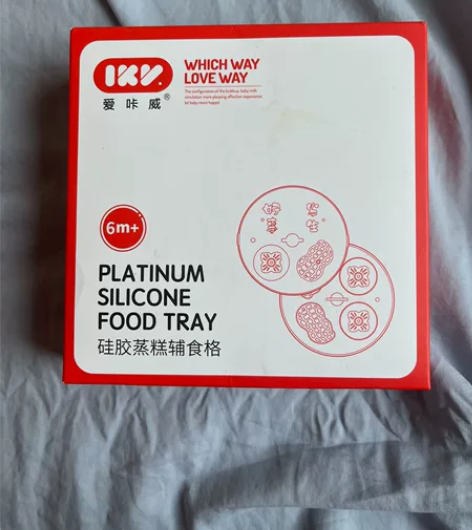 IKV.
爱咔威®
WHICH WAY
LOVE WAY
6m+
PLATINUM
SILICONE
FOOD TRAY
硅胶蒸糕辅食格